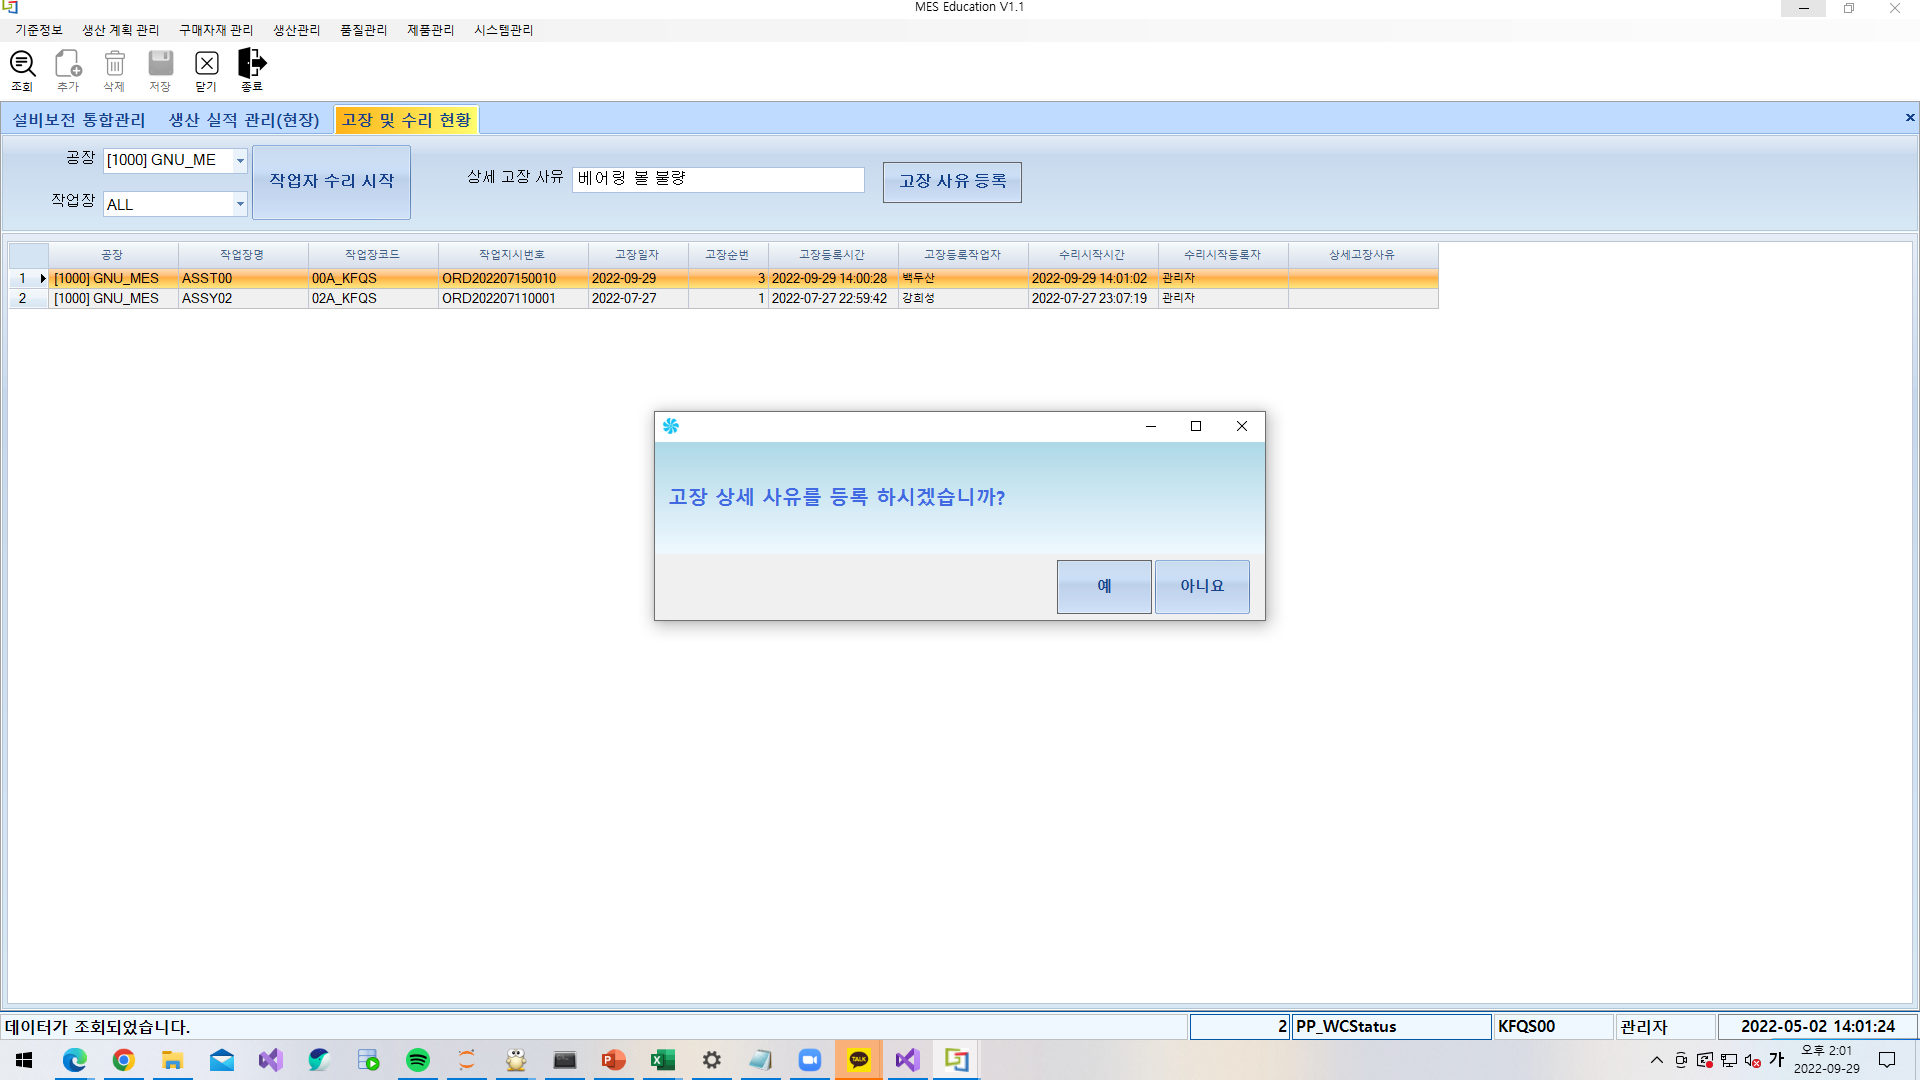 MES Education V1.1
기준정보 생산 계획 관리 구매자재 관리 생산관리 품질관리 제품관리 시스템관리
조회 추가 삭제 저장 닫기 종료
설비보전 통합관리 생산 실적 관리(현장) 고장 및 수리 현황
공장 [1000] GNU_ME
작업장 ALL
작업자 수리 시작
상세 고장 사유 베어링 볼 불량
고장 사유 등록
공장 작업장명 작업장코드 작업지시번호 고장일자 고장순번 고장등록시간 고장등록작업자 수리시작시간 수리시작등록자 상세고장사유
1 [1000] GNU_MES ASST00 00A_KFQS ORD202207150010 2022-09-29 3 2022-09-29 14:00:28 백두산 2022-09-29 14:01:02 관리자
2 [1000] GNU_MES ASSY02 02A_KFQS ORD202207110001 2022-07-27 1 2022-07-27 22:59:42 강희성 2022-07-27 23:07:19 관리자
고장 상세 사유를 등록 하시겠습니까?
예 아니요
데이터가 조회되었습니다. 2 PP_WCStatus KFQS00 관리자 2022-05-02 14:01:24
TALK
가
오후 2:01
2022-09-29